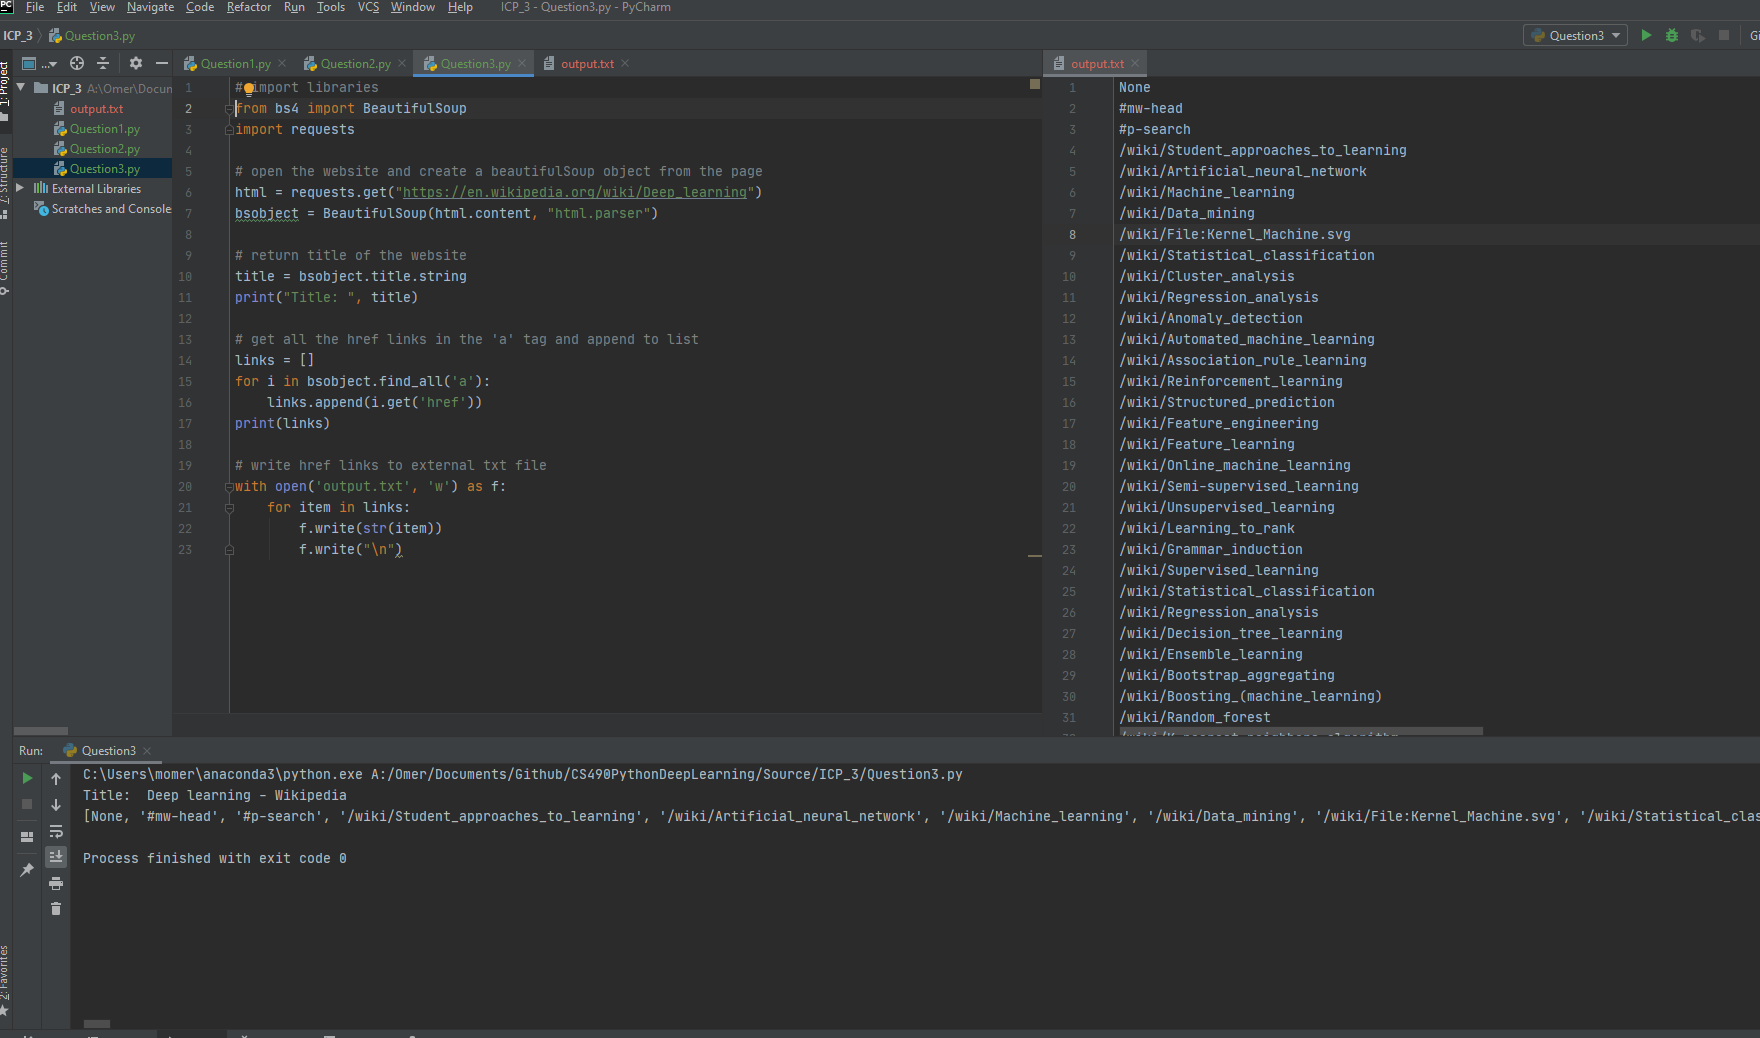 PC File Edit View Navigate Code Refactor Run Tools VCS Window Help ICP_3 - Question3.py - PyCharm
ICP_3 Question3.py Question3
1: Project
... 
Question1.py Question2.py Question3.py output.txt
output.txt
ICP_3 A:\Omer\Docun
output.txt
Question1.py
Question2.py
Question3.py
External Libraries
Scratches and Console
Structure
Commit
2: Favorites
1 # import libraries
2 from bs4 import BeautifulSoup
3 import requests
4
5 # open the website and create a beautifulSoup object from the page
6 html = requests.get("https://en.wikipedia.org/wiki/Deep_learning")
7 bsobject = BeautifulSoup(html.content, "html.parser")
8
9 # return title of the website
10 title = bsobject.title.string
11 print("Title: ", title)
12
13 # get all the href links in the 'a' tag and append to list
14 links = []
15 for i in bsobject.find_all('a'):
16 links.append(i.get('href'))
17 print(links)
18
19 # write href links to external txt file
20 with open('output.txt', 'w') as f:
21 for item in links:
22 f.write(str(item))
23 f.write("\n")
1 None
2 #mw-head
3 #p-search
4 /wiki/Student_approaches_to_learning
5 /wiki/Artificial_neural_network
6 /wiki/Machine_learning
7 /wiki/Data_mining
8 /wiki/File:Kernel_Machine.svg
9 /wiki/Statistical_classification
10 /wiki/Cluster_analysis
11 /wiki/Regression_analysis
12 /wiki/Anomaly_detection
13 /wiki/Automated_machine_learning
14 /wiki/Association_rule_learning
15 /wiki/Reinforcement_learning
16 /wiki/Structured_prediction
17 /wiki/Feature_engineering
18 /wiki/Feature_learning
19 /wiki/Online_machine_learning
20 /wiki/Semi-supervised_learning
21 /wiki/Unsupervised_learning
22 /wiki/Learning_to_rank
23 /wiki/Grammar_induction
24 /wiki/Supervised_learning
25 /wiki/Statistical_classification
26 /wiki/Regression_analysis
27 /wiki/Decision_tree_learning
28 /wiki/Ensemble_learning
29 /wiki/Bootstrap_aggregating
30 /wiki/Boosting_(machine_learning)
31 /wiki/Random_forest
Run: Question3
C:\Users\momer\anaconda3\python.exe A:/Omer/Documents/Github/CS490PythonDeepLearning/Source/ICP_3/Question3.py
Title:  Deep learning - Wikipedia
[None, '#mw-head', '#p-search', '/wiki/Student_approaches_to_learning', '/wiki/Artificial_neural_network', '/wiki/Machine_learning', '/wiki/Data_mining', '/wiki/File:Kernel_Machine.svg', '/wiki/Statistical_clas
Process finished with exit code 0